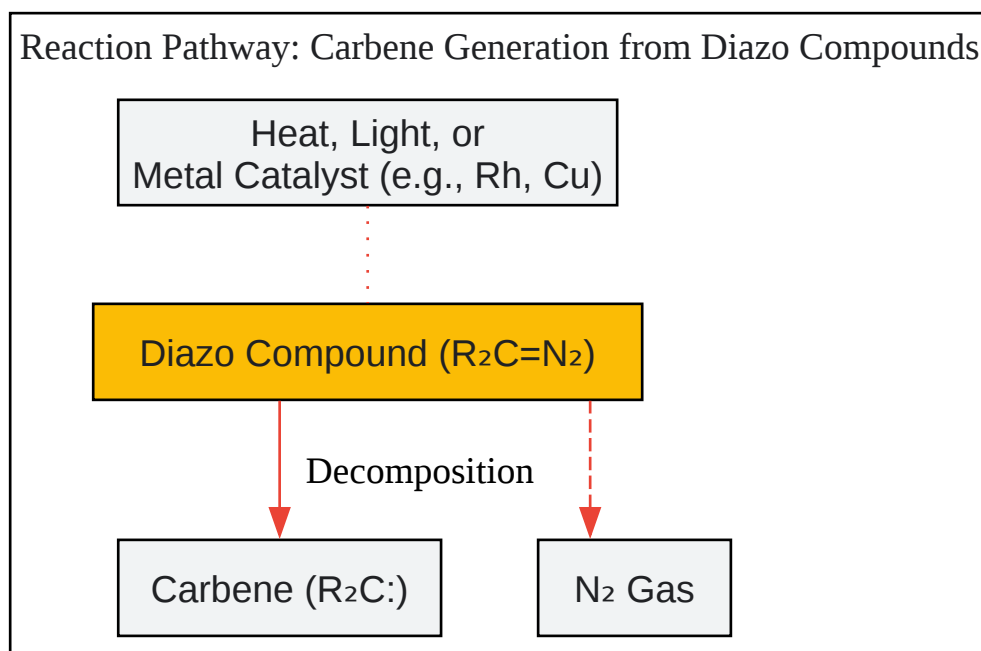 Reaction Pathway: Carbene Generation from Diazo Compounds
Heat, Light, or
Metal Catalyst (e.g., Rh, Cu)
Diazo Compound (R₂C=N₂)
Decomposition
Carbene (R₂C:)
N₂ Gas